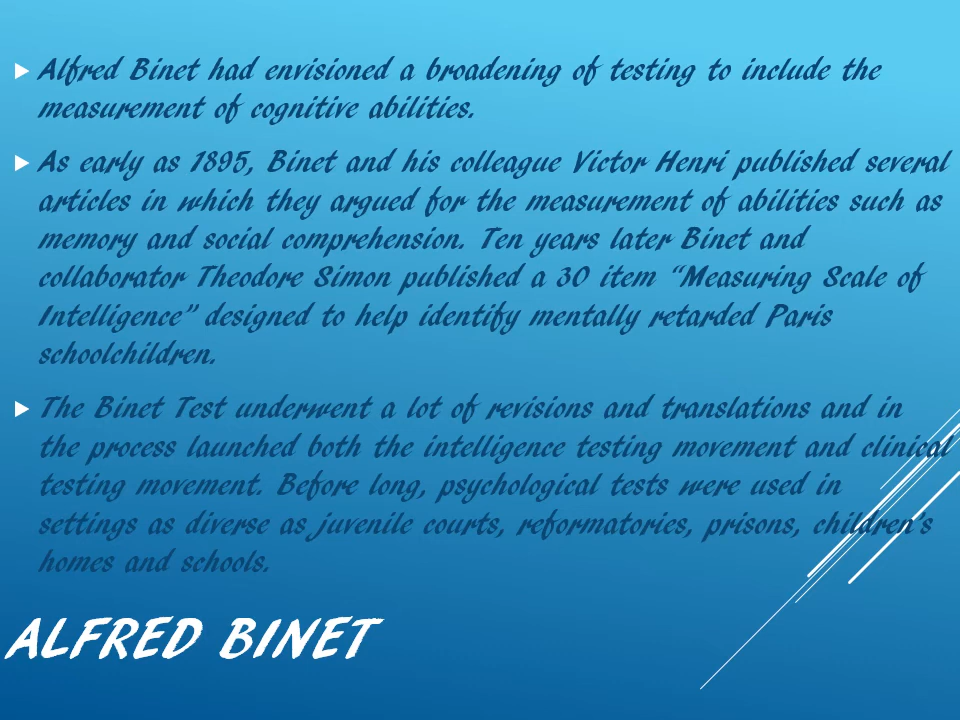 Alfred Binet had envisioned a broadening of testing to include the
measurement of cognitive abilities.
As early as 1895, Binet and his colleague Victor Henri published several
articles in which they argued for the measurement of abilities such as
memory and social comprehension. Ten years later Binet and
collaborator Theodore Simon published a 30 item “Measuring Scale of
Intelligence” designed to help identify mentally retarded Paris
schoolchildren.
The Binet Test underwent a lot of revisions and translations and in
the process launched both the intelligence testing movement and clinical
testing movement. Before long, psychological tests were used in
settings as diverse as juvenile courts, reformatories, prisons, children’s
homes and schools.
ALFRED BINET